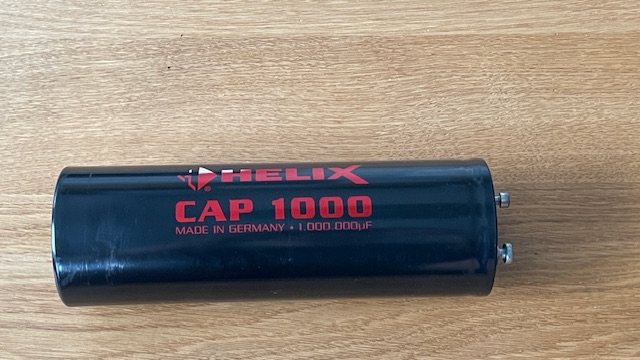 HELIX
CAP 1000
MADE IN GERMANY • 1.000.000µF